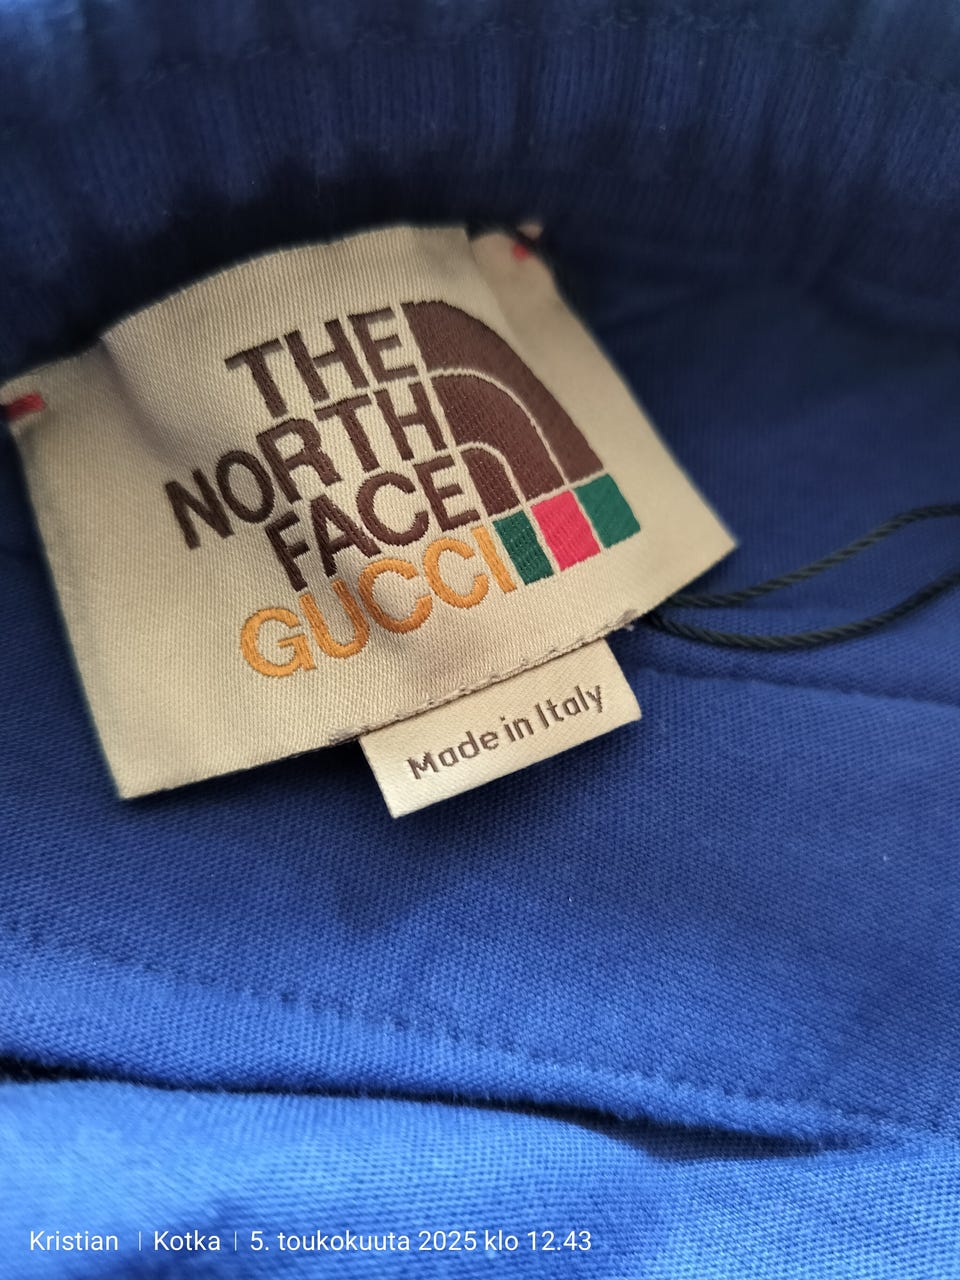 THE
NORTH
FACE
GUCCI
Made in Italy
Kristian | Kotka | 5. toukokuuta 2025 klo 12.43